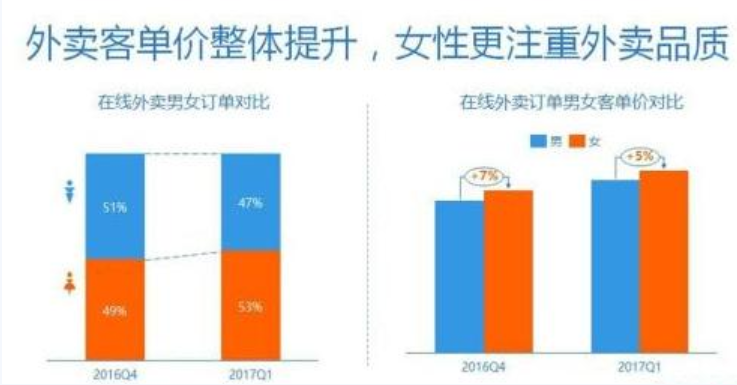 外卖客单价整体提升，女性更注重外卖品质
在线外卖男女订单对比
51%
47%
49%
53%
2016Q4
2017Q1
在线外卖订单男女客单价对比
男
女
+7%
+5%
2016Q4
2017Q1